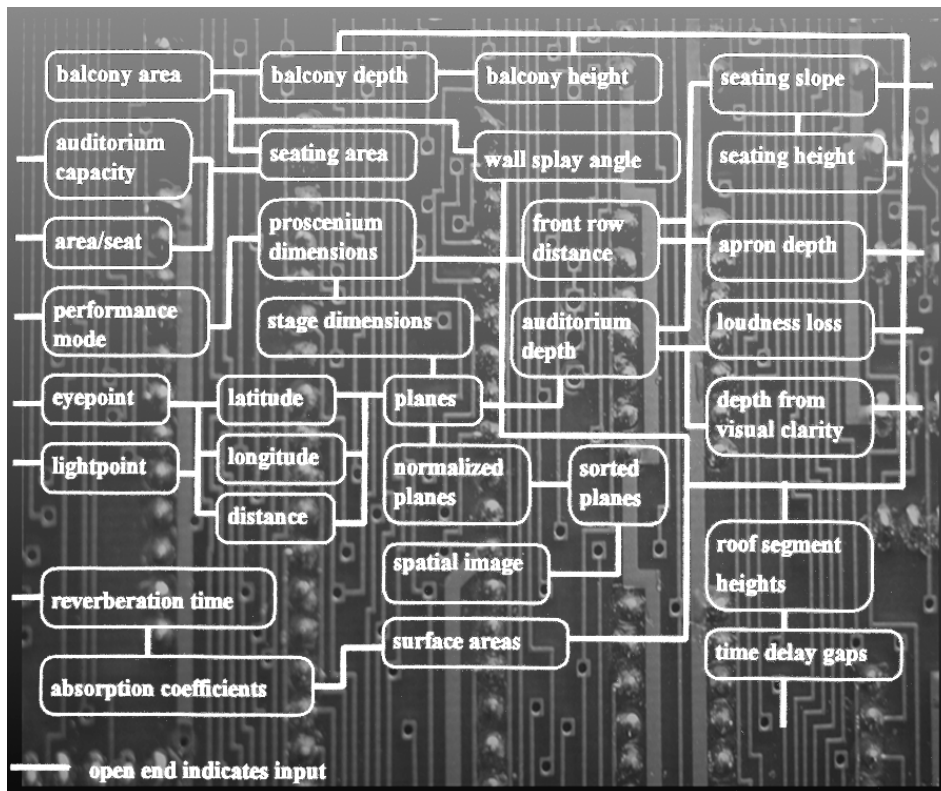 balcony area
balcony depth
balcony height
seating slope
auditorium
capacity
seating area
wall splay angle
seating height
area/seat
proscenium
dimensions
front row
distance
apron depth
performance
mode
stage dimensions
auditorium
depth
loudness loss
eyepoint
latitude
planes
depth from
visual clarity
lightpoint
longitude
normalized
planes
sorted
planes
distance
roof segment
heights
spatial image
reverberation time
surface areas
time delay gaps
absorption coefficients
open end indicates input